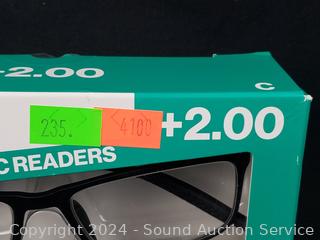 +2.00
C
235.
4100
+2.00
C READERS
Copyright 2024 - Sound Auction Service